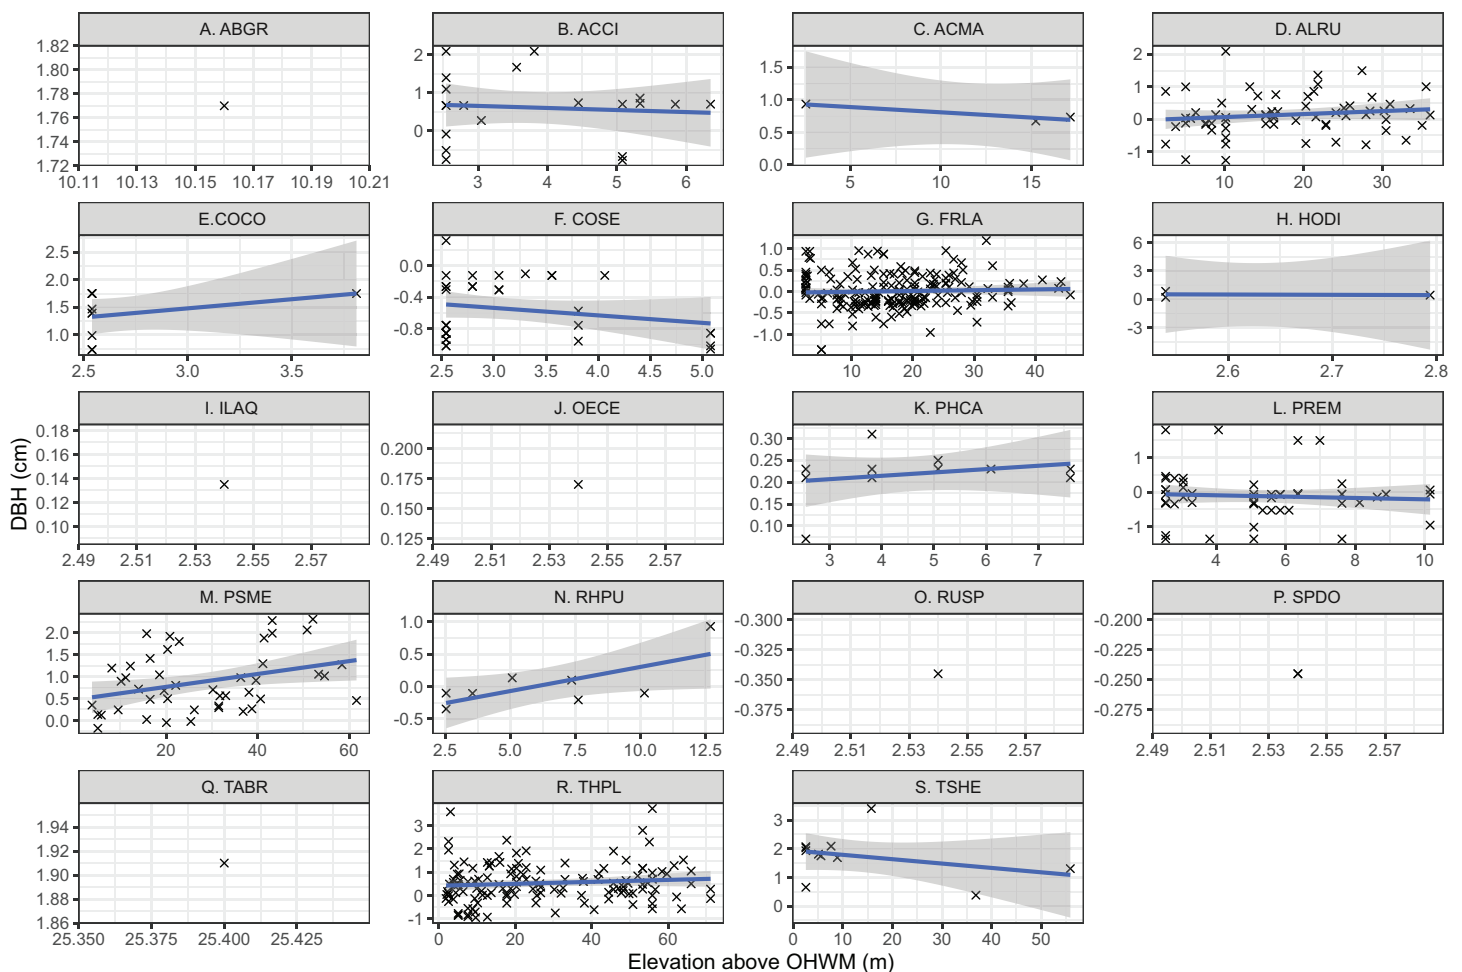 A. ABGR
B. ACCI
C. ACMA
D. ALRU
1.82
1.80
1.78
1.76
1.74
1.72
10.11 10.13 10.15 10.17 10.19 10.21
2
1
0
3 4 5 6
1.5
1.0
0.5
0.0
5 10 15
2
1
0
-1
10 20 30
E.COCO
F. COSE
G. FRLA
H. HODI
2.5
2.0
1.5
1.0
2.5 3.0 3.5
0.0
-0.4
-0.8
2.5 3.0 3.5 4.0 4.5 5.0
1.0
0.5
0.0
-0.5
-1.0
10 20 30 40
6
3
0
-3
2.6 2.7 2.8
I. ILAQ
J. OECE
K. PHCA
L. PREM
0.18
0.16
0.14
0.12
0.10
2.49 2.51 2.53 2.55 2.57
0.200
0.175
0.150
0.125
2.49 2.51 2.53 2.55 2.57
0.30
0.25
0.20
0.15
0.10
3 4 5 6 7
1
0
-1
4 6 8 10
DBH (cm)
M. PSME
N. RHPU
O. RUSP
P. SPDO
2.0
1.5
1.0
0.5
0.0
20 40 60
1.0
0.5
0.0
-0.5
2.5 5.0 7.5 10.0 12.5
-0.300
-0.325
-0.350
-0.375
2.49 2.51 2.53 2.55 2.57
-0.200
-0.225
-0.250
-0.275
2.49 2.51 2.53 2.55 2.57
Q. TABR
R. THPL
S. TSHE
1.94
1.92
1.90
1.88
1.86
25.350 25.375 25.400 25.425
3
2
1
0
-1
0 20 40 60
3
2
1
0
0 10 20 30 40 50
Elevation above OHWM (m)